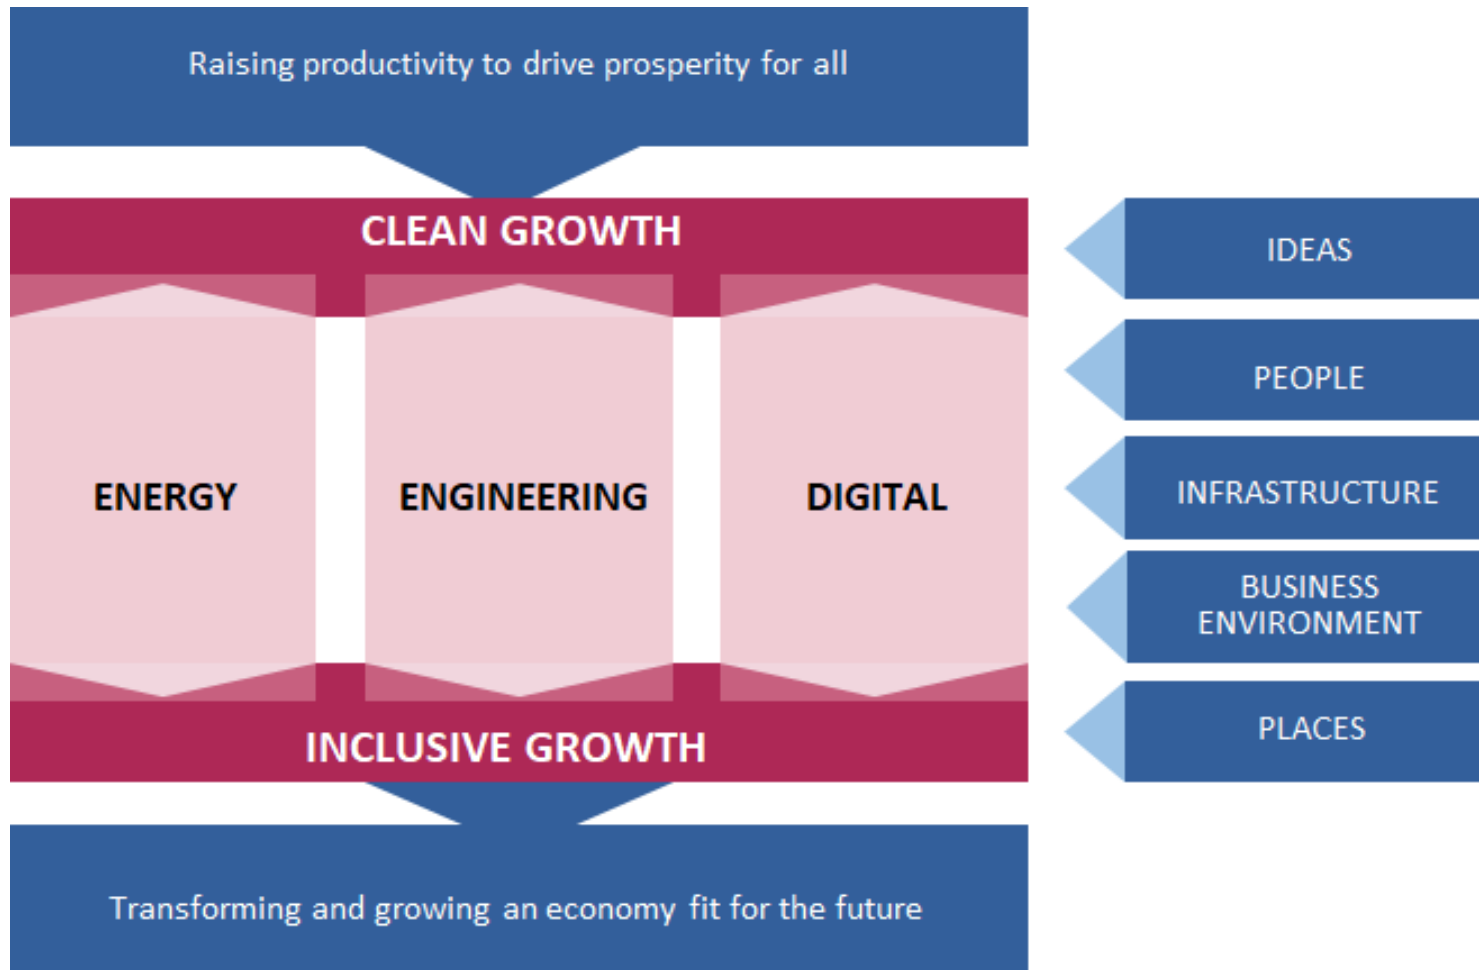 Raising productivity to drive prosperity for all
CLEAN GROWTH
ENERGY
ENGINEERING
DIGITAL
INCLUSIVE GROWTH
Transforming and growing an economy fit for the future
IDEAS
PEOPLE
INFRASTRUCTURE
BUSINESS
ENVIRONMENT
PLACES